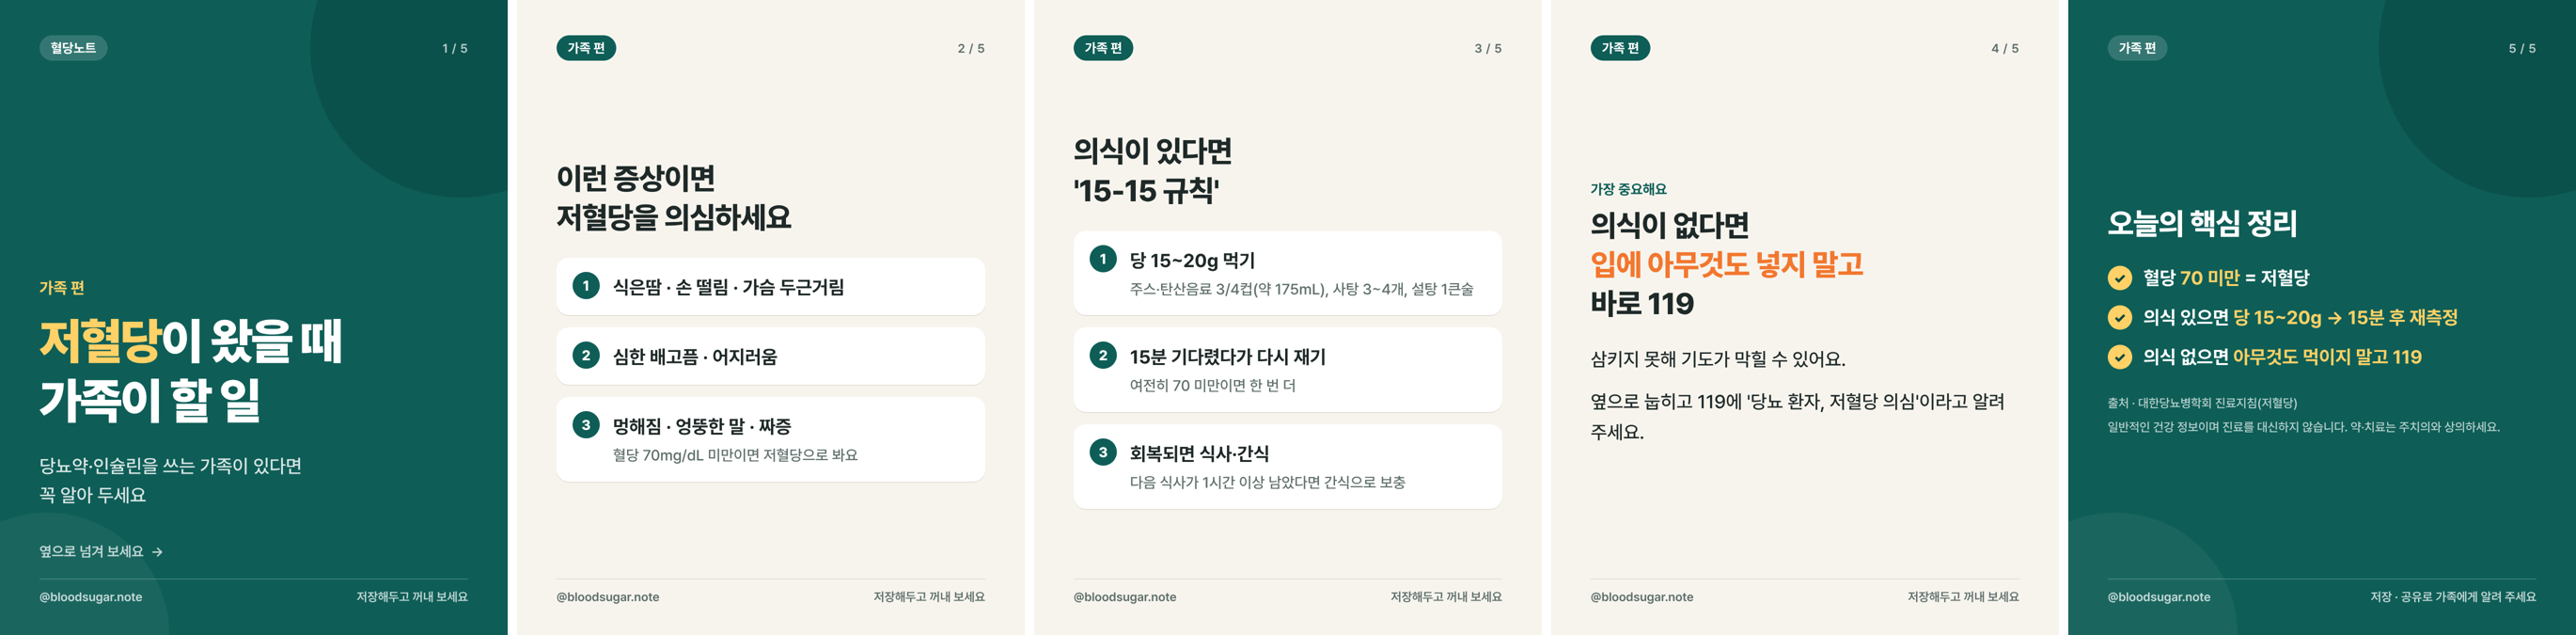 혈당노트
1 / 5
가족 편
저혈당이 왔을 때
가족이 할 일
당뇨약·인슐린을 쓰는 가족이 있다면
꼭 알아 두세요
옆으로 넘겨 보세요 →
@bloodsugar.note
저장해두고 꺼내 보세요
가족 편
2 / 5
이런 증상이면
저혈당을 의심하세요
1 식은땀 · 손 떨림 · 가슴 두근거림
2 심한 배고픔 · 어지러움
3 멍해짐 · 엉뚱한 말 · 짜증
혈당 70mg/dL 미만이면 저혈당으로 봐요
@bloodsugar.note
저장해두고 꺼내 보세요
가족 편
3 / 5
의식이 있다면
'15-15 규칙'
1 당 15~20g 먹기
주스·탄산음료 3/4컵(약 175mL), 사탕 3~4개, 설탕 1큰술
2 15분 기다렸다가 다시 재기
여전히 70 미만이면 한 번 더
3 회복되면 식사·간식
다음 식사가 1시간 이상 남았다면 간식으로 보충
@bloodsugar.note
저장해두고 꺼내 보세요
가족 편
4 / 5
가장 중요해요
의식이 없다면
입에 아무것도 넣지 말고
바로 119
삼키지 못해 기도가 막힐 수 있어요.
옆으로 눕히고 119에 '당뇨 환자, 저혈당 의심'이라고 알려
주세요.
@bloodsugar.note
저장해두고 꺼내 보세요
가족 편
5 / 5
오늘의 핵심 정리
혈당 70 미만 = 저혈당
의식 있으면 당 15~20g → 15분 후 재측정
의식 없으면 아무것도 먹이지 말고 119
출처 · 대한당뇨병학회 진료지침(저혈당)
일반적인 건강 정보이며 진료를 대신하지 않습니다. 약·치료는 주치의와 상의하세요.
@bloodsugar.note
저장 · 공유로 가족에게 알려 주세요